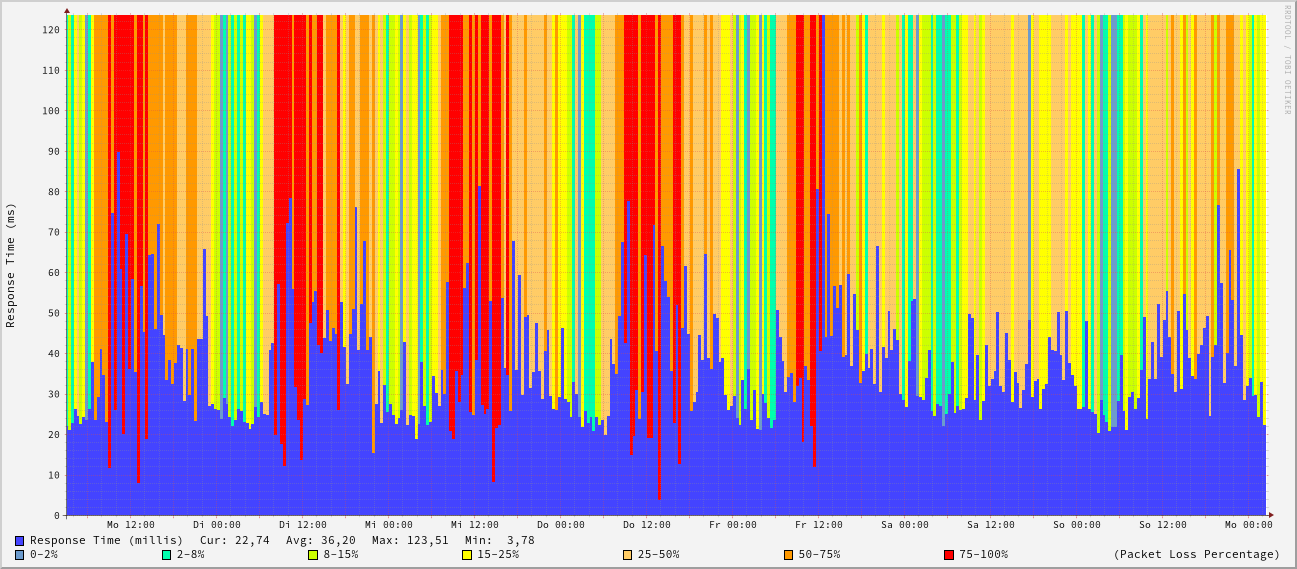 RRDTOOL / TOBI OETIKER
Response Time (ms)
120
110
100
90
80
70
60
50
40
30
20
10
0
Mo 12:00 Di 00:00 Di 12:00 Mi 00:00 Mi 12:00 Do 00:00 Do 12:00 Fr 00:00 Fr 12:00 Sa 00:00 Sa 12:00 So 00:00 So 12:00 Mo 00:00
Response Time (millis) Cur: 22,74 Avg: 36,20 Max: 123,51 Min: 3,78
0-2% 2-8% 8-15% 15-25% 25-50% 50-75% 75-100% (Packet Loss Percentage)